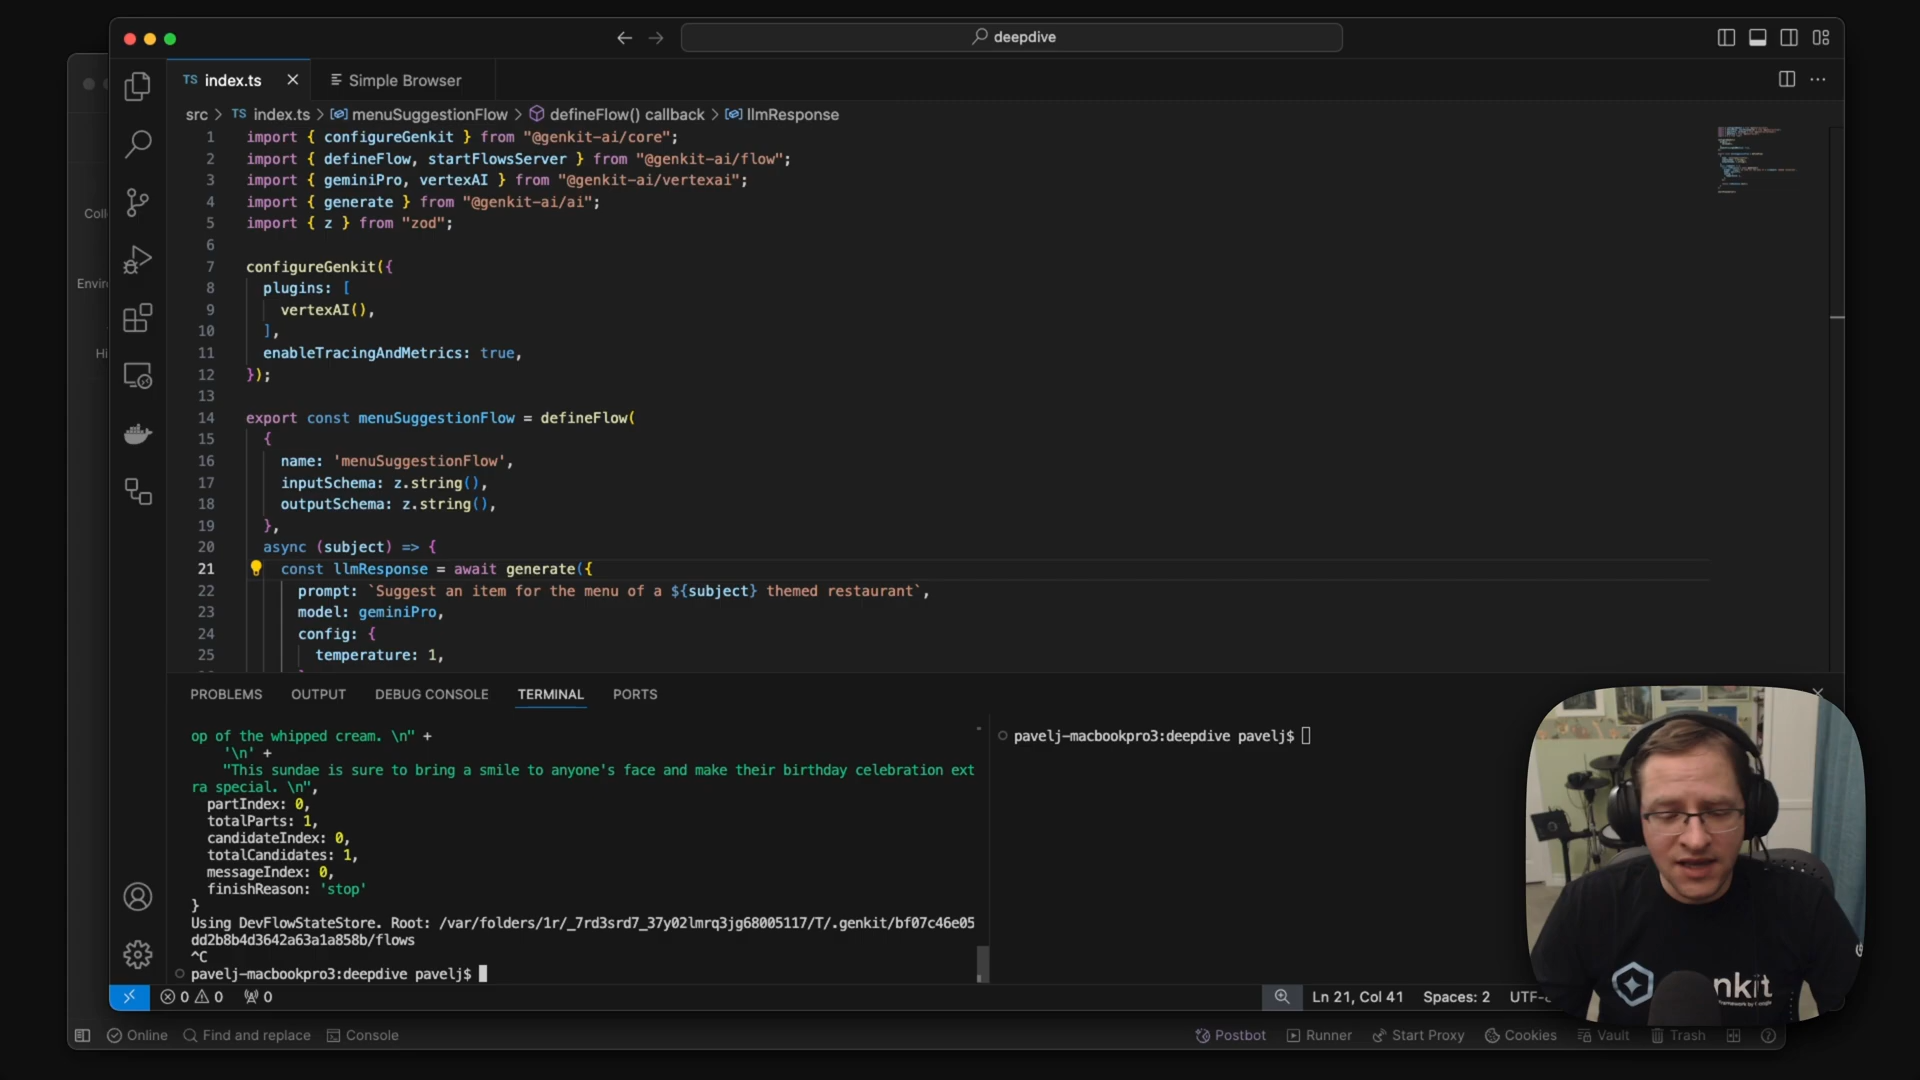 deepdive
TS index.ts
Simple Browser
src > TS index.ts > menuSuggestionFlow > defineFlow() callback > llmResponse
1 import { configureGenkit } from "@genkit-ai/core";
2 import { defineFlow, startFlowsServer } from "@genkit-ai/flow";
3 import { geminiPro, vertexAI } from "@genkit-ai/vertexai";
4 import { generate } from "@genkit-ai/ai";
5 import { z } from "zod";
6
7 configureGenkit({
8 plugins: [
9 vertexAI(),
10 ],
11 enableTracingAndMetrics: true,
12 });
13
14 export const menuSuggestionFlow = defineFlow(
15 {
16 name: 'menuSuggestionFlow',
17 inputSchema: z.string(),
18 outputSchema: z.string(),
19 },
20 async (subject) => {
21 const llmResponse = await generate({
22 prompt: `Suggest an item for the menu of a ${subject} themed restaurant`,
23 model: geminiPro,
24 config: {
25 temperature: 1,
Coll
Enviro
Hi
PROBLEMS OUTPUT DEBUG CONSOLE TERMINAL PORTS
op of the whipped cream. \n" +
'\n' +
"This sundae is sure to bring a smile to anyone's face and make their birthday celebration ext
ra special. \n",
partIndex: 0,
totalParts: 1,
candidateIndex: 0,
totalCandidates: 1,
messageIndex: 0,
finishReason: 'stop'
}
Using DevFlowStateStore. Root: /var/folders/1r/_7rd3srd7_37y02lmrq3jg68005117/T/.genkit/bf07c46e05
dd2b8b4d3642a63a1a858b/flows
^C
pavelj-macbookpro3:deepdive pavelj$
pavelj-macbookpro3:deepdive pavelj$
nkit
0 0 0
Ln 21, Col 41 Spaces: 2 UTF-8
Online Find and replace Console
Postbot Runner Start Proxy Cookies Vault Trash